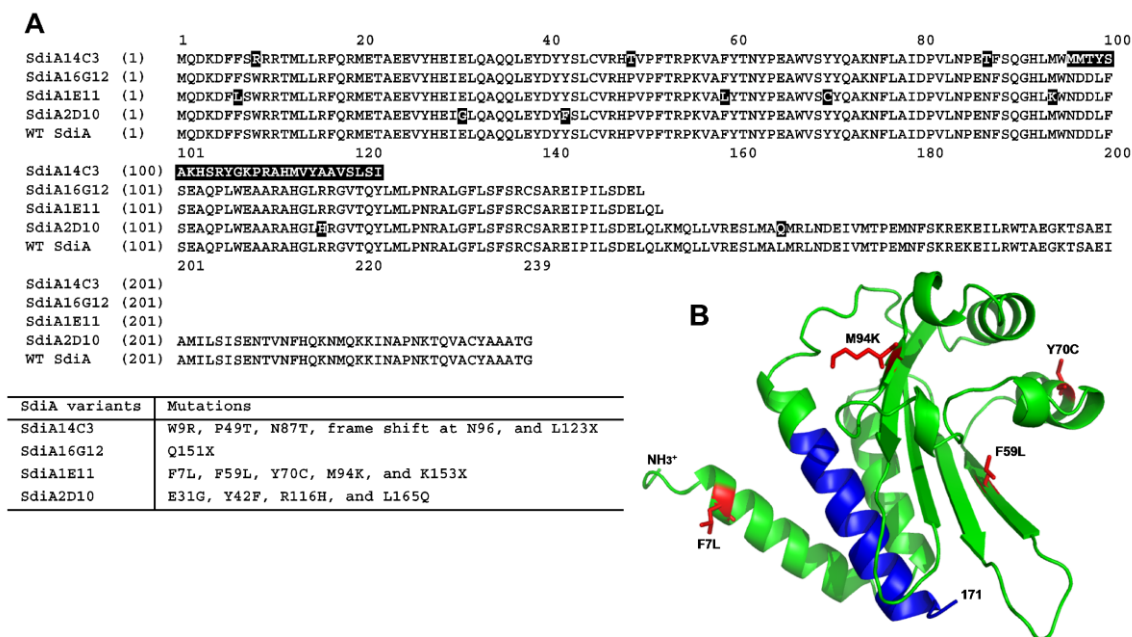 A
1 20 40 60 80 100
SdiA14C3 (1) MQDKDFFSRRRTMLLRFQRMETAEEVYHEIELQAQQLEYDYYSLCVRHTVPFTRPKVAFYTNYPEAWVSYYQAKNFLAIDPVLNPETFSQGHLMWMMTYS
SdiA16G12 (1) MQDKDFFSWRRTMLLRFQRMETAEEVYHEIELQAQQLEYDYYSLCVRHPVPFTRPKVAFYTNYPEAWVSYYQAKNFLAIDPVLNPENFSQGHLMWNDDLF
SdiA1E11 (1) MQDKDFLSWRRTMLLRFQRMETAEEVYHEIELQAQQLEYDYYSLCVRHPVPFTRPKVALYTNYPEAWVSCYQAKNFLAIDPVLNPENFSQGHLKWNDDLF
SdiA2D10 (1) MQDKDFFSWRRTMLLRFQRMETAEEVYHEIGLQAQQLEYDYFSLCVRHPVPFTRPKVAFYTNYPEAWVSYYQAKNFLAIDPVLNPENFSQGHLMWNDDLF
WT SdiA (1) MQDKDFFSWRRTMLLRFQRMETAEEVYHEIELQAQQLEYDYYSLCVRHPVPFTRPKVAFYTNYPEAWVSYYQAKNFLAIDPVLNPENFSQGHLMWNDDLF
101 120 140 160 180 200
SdiA14C3 (100) AKHSRYGKPRAHMVYAAVSLSI
SdiA16G12 (101) SEAQPLWEAARAHGLRRGVTQYLMLPNRALGFLSFSRCSAREIPILSDEL
SdiA1E11 (101) SEAQPLWEAARAHGLRRGVTQYLMLPNRALGFLSFSRCSAREIPILSDELQL
SdiA2D10 (101) SEAQPLWEAARAHGLHRGVTQYLMLPNRALGFLSFSRCSAREIPILSDELQLKMQLLVRESLMAQMRLNDEIVMTPEMNFSKREKEILRWTAEGKTSAEI
WT SdiA (101) SEAQPLWEAARAHGLRRGVTQYLMLPNRALGFLSFSRCSAREIPILSDELQLKMQLLVRESLMALMRLNDEIVMTPEMNFSKREKEILRWTAEGKTSAEI
201 220 239
SdiA14C3 (201)
SdiA16G12 (201)
SdiA1E11 (201)
SdiA2D10 (201) AMILSISENTVNFHQKNMQKKINAPNKTQVACYAAATG
WT SdiA (201) AMILSISENTVNFHQKNMQKKINAPNKTQVACYAAATG
SdiA variants Mutations
SdiA14C3 W9R, P49T, N87T, frame shift at N96, and L123X
SdiA16G12 Q151X
SdiA1E11 F7L, F59L, Y70C, M94K, and K153X
SdiA2D10 E31G, Y42F, R116H, and L165Q
B
M94K
Y70C
F59L
NH3+
F7L
171